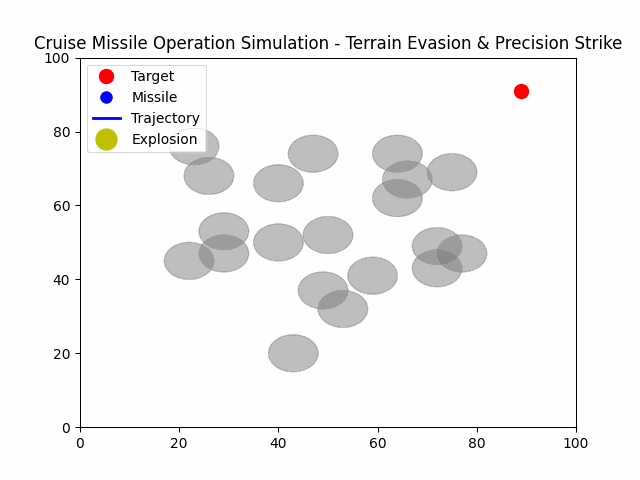 Cruise Missile Operation Simulation - Terrain Evasion & Precision Strike
100
80
60
40
20
0
Target
Missile
Trajectory
Explosion
0 20 40 60 80 100